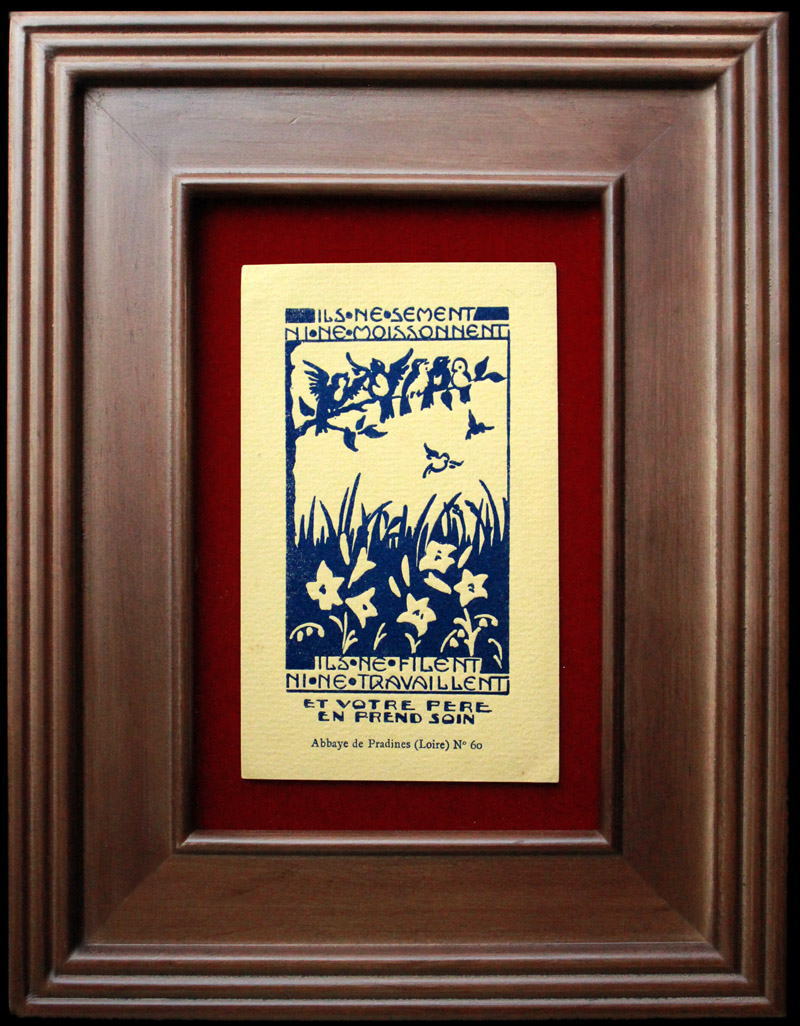 ILS•NE•SEMENT
NI•NE•MOISSONNENT
ILS•NE•FILENT
NI•NE•TRAVAILLENT
ET VOTRE PERE
EN PREND SOIN
Abbaye de Pradines (Loire) Nº 60